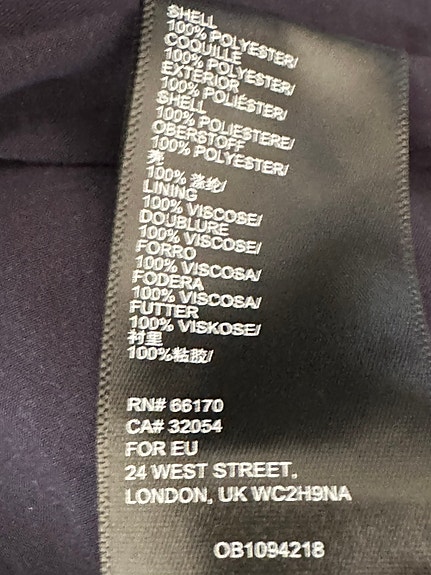 SHELL
100% POLYESTER/
COQUILLE
100% POLYESTER/
EXTERIOR
100% POLIÉSTER/
SHELL
100% POLIESTERE/
OBERSTOFF
100% POLYESTER/
壳
100% 涤纶/
LINING
100% VISCOSE/
DOUBLURE
100% VISCOSE/
FORRO
100% VISCOSA/
FODERA
100% VISCOSA/
FUTTER
100% VISKOSE/
村里
100%粘胶/
RN# 66170
CA# 32054
FOR EU
24 WEST STREET,
LONDON, UK WC2H9NA
OB1094218